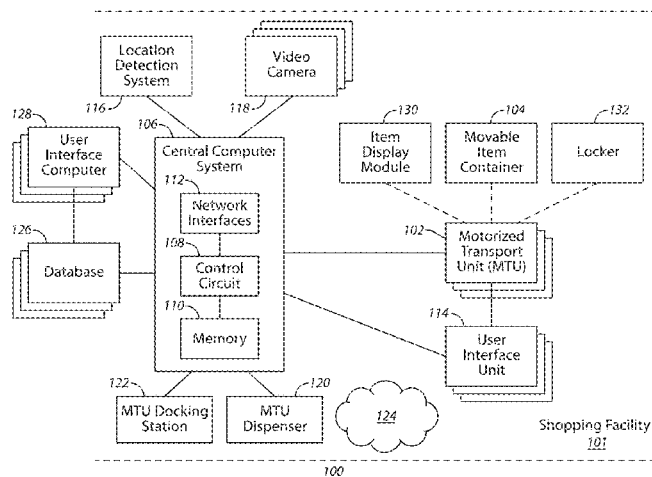 Location
Detection
System
116
Video
Camera
118
128
User
Interface
Computer
106
Central Computer
System
130
Item
Display
Module
104
Movable
Item
Container
132
Locker
112
Network
Interfaces
126
Database
108
Control
Circuit
102
Motorized
Transport
Unit (MTU)
110
Memory
114
User
Interface
Unit
122
MTU Docking
Station
120
MTU
Dispenser
124
Shopping Facility
101
100